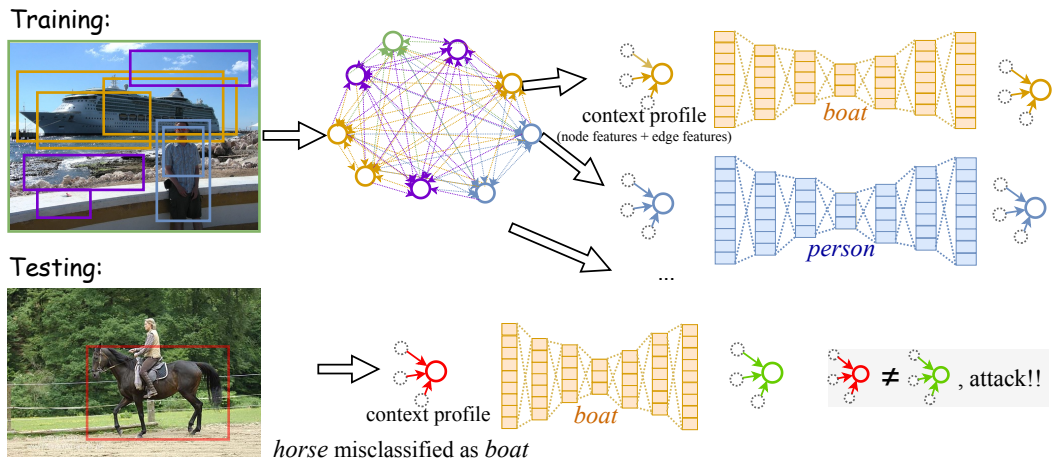 Training:
context profile
(node features + edge features)
boat
person
...
Testing:
context profile
boat
≠ , attack!!
horse misclassified as boat